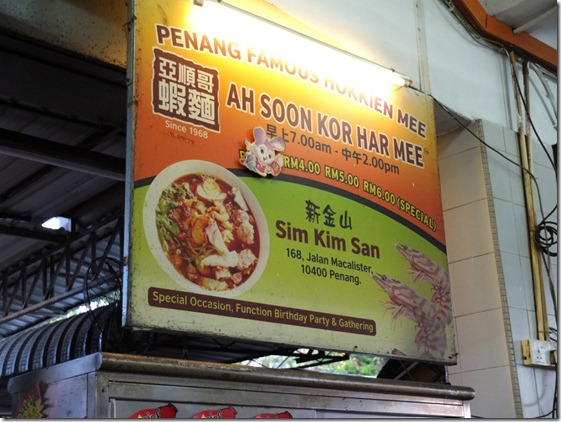 PENANG FAMOUS HOKKIEN MEE
亞順哥
蝦麵
Since 1968
AH SOON KOR HAR MEE
早上7.00am - 中午2.00pm
RM4.00 RM5.00 RM6.00 (SPECIAL)
新金山
Sim Kim San
168, Jalan Macalister,
10400 Penang.
Special Occasion, Function Birthday Party & Gathering